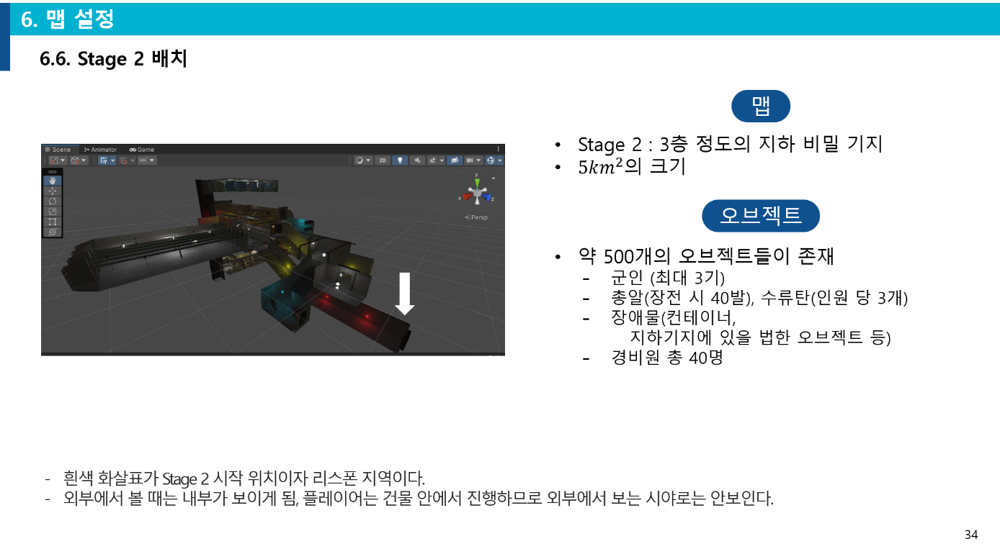 6. 맵 설정
6.6. Stage 2 배치
Scene Animator Game
2D
y
x
z
Persp
맵
• Stage 2 : 3층 정도의 지하 비밀 기지
• 5km²의 크기
오브젝트
• 약 500개의 오브젝트들이 존재
- 군인 (최대 3기)
- 총알(장전 시 40발), 수류탄(인원 당 3개)
- 장애물(컨테이너,
지하기지에 있을 법한 오브젝트 등)
- 경비원 총 40명
- 흰색 화살표가 Stage 2 시작 위치이자 리스폰 지역이다.
- 외부에서 볼 때는 내부가 보이게 됨, 플레이어는 건물 안에서 진행하므로 외부에서 보는 시야로는 안보인다.
34